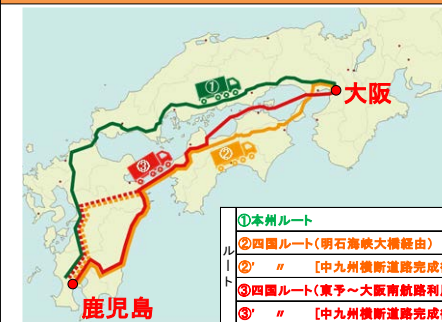 ①
大阪
③
②
鹿児島
ルート
①本州ルート
②四国ルート(明石海峡大橋経由)
②' 〃 [中九州横断道路完成
③四国ルート(東予～大阪南航路利
③' 〃 [中九州横断道路完成